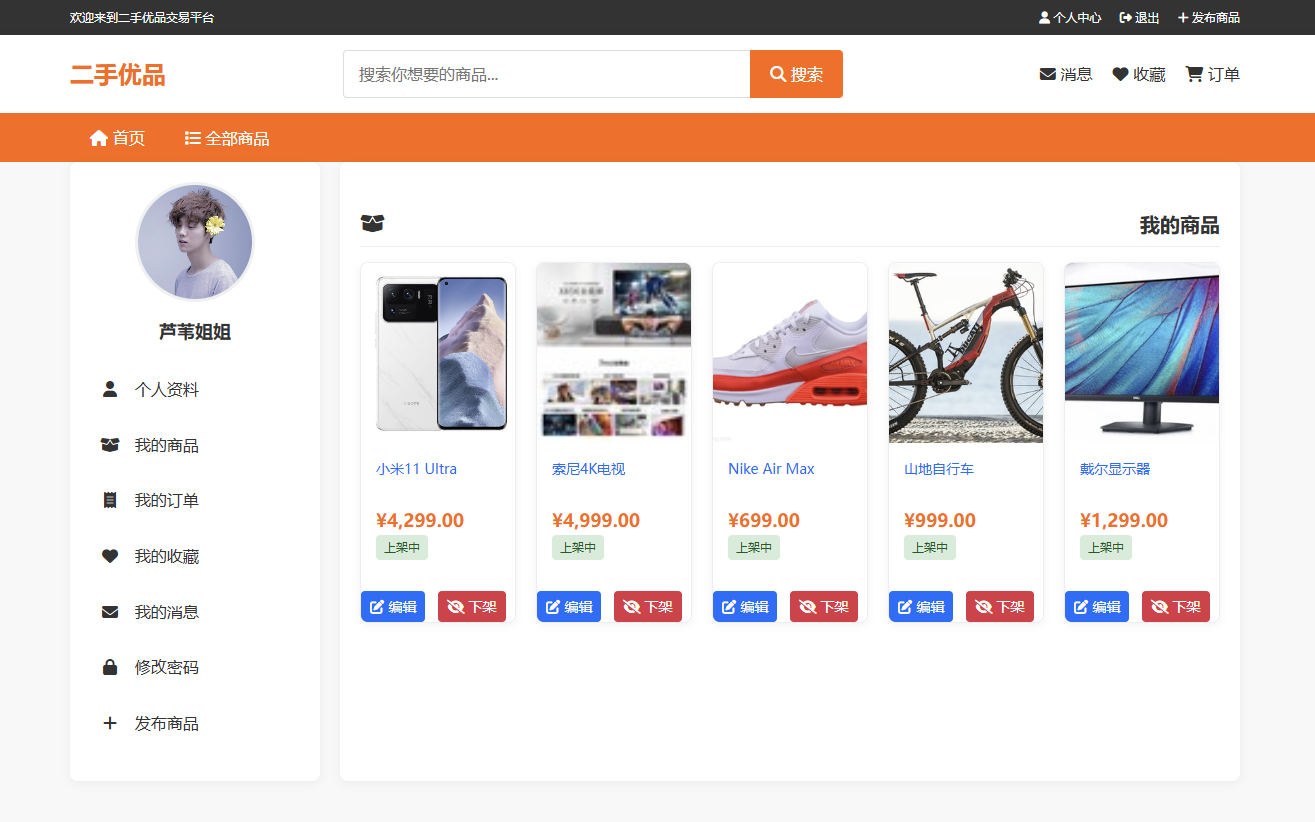 欢迎来到二手优品交易平台
个人中心 退出 发布商品
二手优品
搜索你想要的商品...
搜索
消息 收藏 订单
首页 全部商品
芦苇姐姐
个人资料
我的商品
我的订单
我的收藏
我的消息
修改密码
发布商品
我的商品
小米11 Ultra
¥4,299.00
上架中
编辑 下架
索尼4K电视
¥4,999.00
上架中
编辑 下架
Nike Air Max
¥699.00
上架中
编辑 下架
山地自行车
¥999.00
上架中
编辑 下架
戴尔显示器
¥1,299.00
上架中
编辑 下架